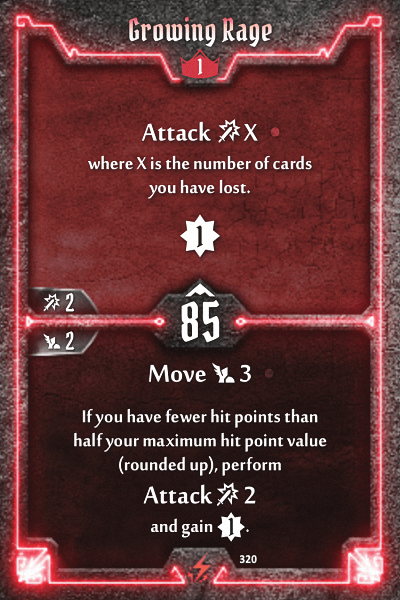 Growing Rage
1
Attack X
where X is the number of cards
you have lost.
1
2
85
2
Move 3
If you have fewer hit points than
half your maximum hit point value
(rounded up), perform
Attack 2
and gain 1.
320